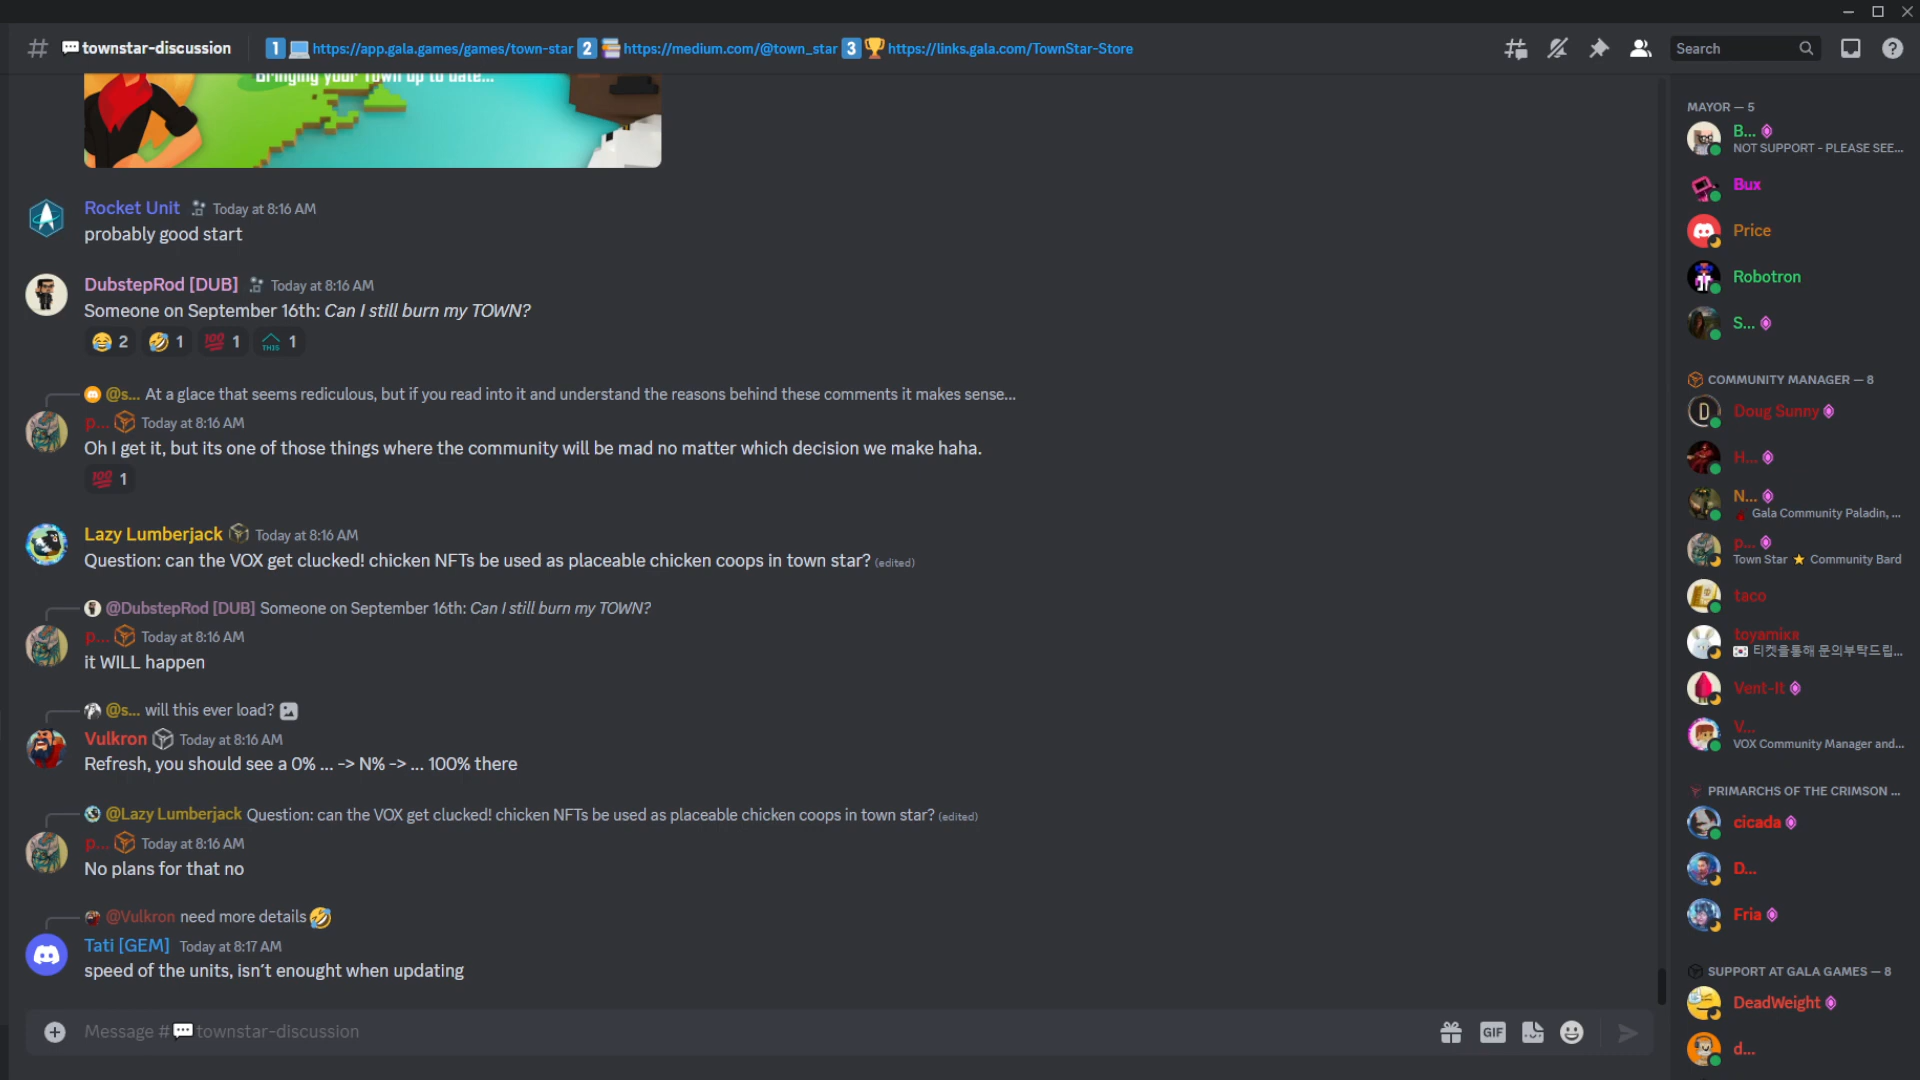 townstar-discussion
1 https://app.gala.games/games/town-star 2 https://medium.com/@town_star 3 https://links.gala.com/TownStar-Store
Search
Bringing your Town up to date...
Rocket Unit Today at 8:16 AM
probably good start
DubstepRod [DUB] Today at 8:16 AM
Someone on September 16th: Can I still burn my TOWN?
2 1 100 1 THIS 1
@s... At a glace that seems rediculous, but if you read into it and understand the reasons behind these comments it makes sense...
p... Today at 8:16 AM
Oh I get it, but its one of those things where the community will be mad no matter which decision we make haha.
100 1
Lazy Lumberjack Today at 8:16 AM
Question: can the VOX get clucked! chicken NFTs be used as placeable chicken coops in town star? (edited)
@DubstepRod [DUB] Someone on September 16th: Can I still burn my TOWN?
p... Today at 8:16 AM
it WILL happen
@s... will this ever load?
Vulkron Today at 8:16 AM
Refresh, you should see a 0% ... -> N% -> ... 100% there
@Lazy Lumberjack Question: can the VOX get clucked! chicken NFTs be used as placeable chicken coops in town star? (edited)
p... Today at 8:16 AM
No plans for that no
@Vulkron need more details
Tati [GEM] Today at 8:17 AM
speed of the units, isn´t enought when updating
Message # townstar-discussion
GIF
MAYOR — 5
B...
NOT SUPPORT - PLEASE SEE...
Bux
Price
Robotron
S...
COMMUNITY MANAGER — 8
Doug Sunny
H...
N...
Gala Community Paladin, ...
p...
Town Star Community Bard
taco
toyamiкя
티켓을통해 문의부탁드립...
Vent-It
V...
VOX Community Manager and...
PRIMARCHS OF THE CRIMSON ...
cicada
D...
Fria
SUPPORT AT GALA GAMES — 8
DeadWeight
d...